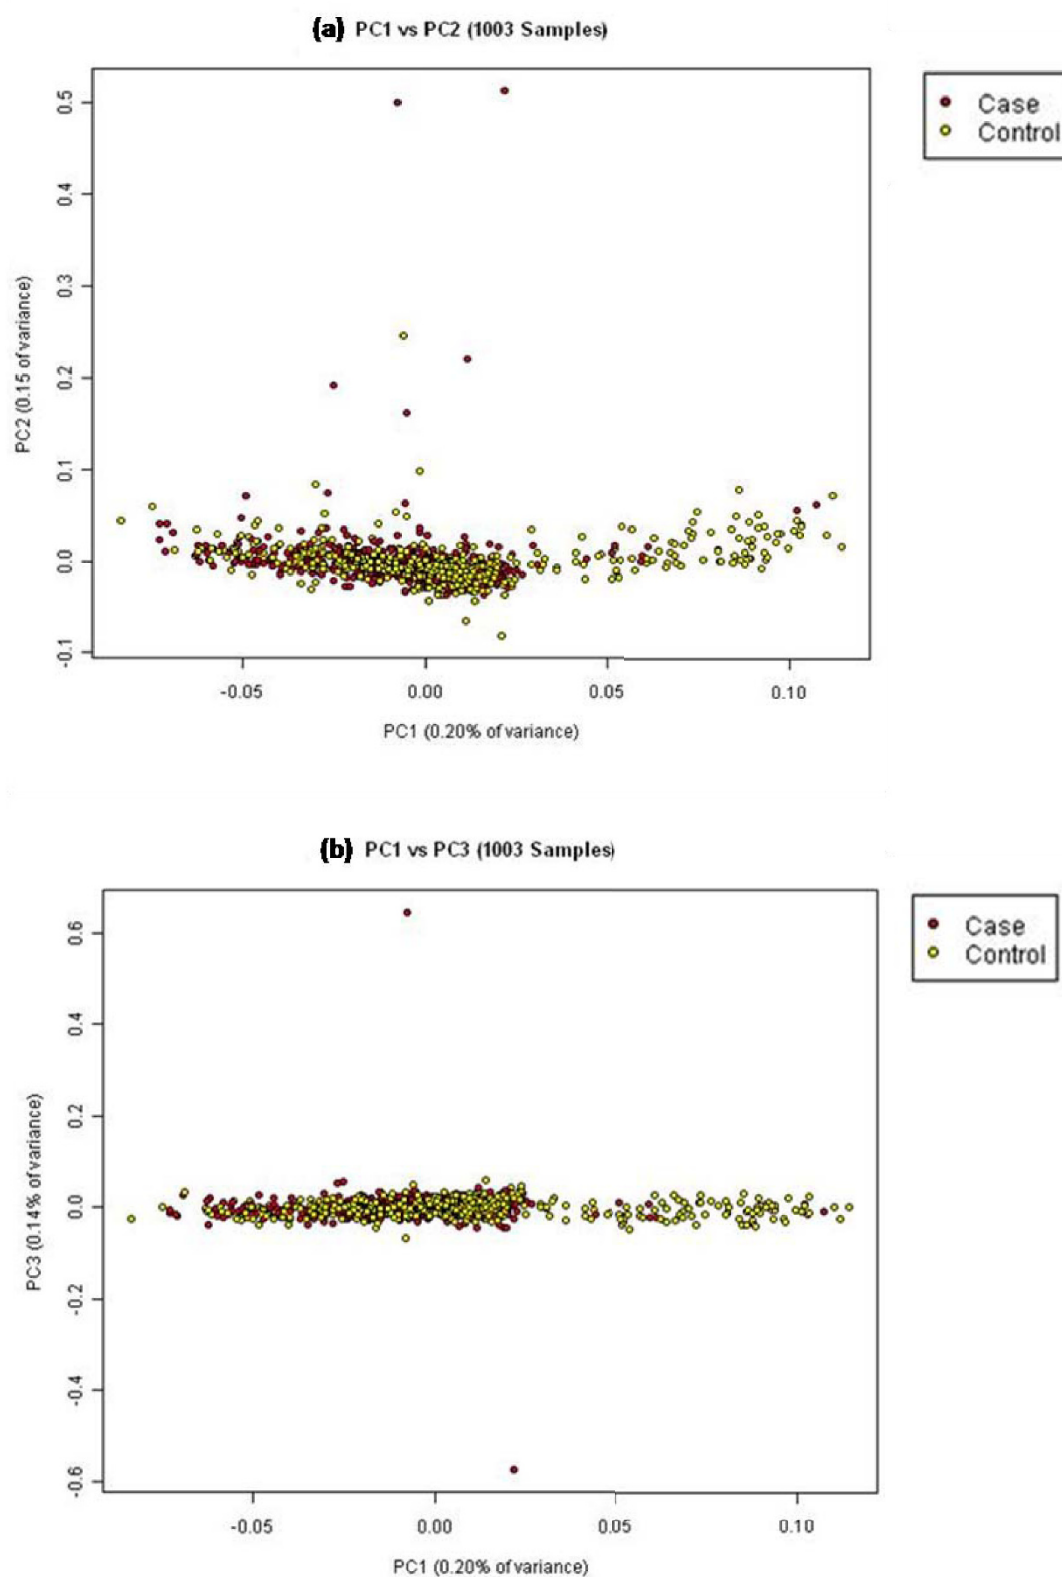 (a) PC1 vs PC2 (1003 Samples)
Case
Control
0.5
0.4
0.3
0.2
0.1
0.0
-0.1
PC2 (0.15 of variance)
-0.05 0.00 0.05 0.10
PC1 (0.20% of variance)
(b) PC1 vs PC3 (1003 Samples)
Case
Control
0.6
0.4
0.2
0.0
-0.2
-0.4
-0.6
PC3 (0.14% of variance)
-0.05 0.00 0.05 0.10
PC1 (0.20% of variance)